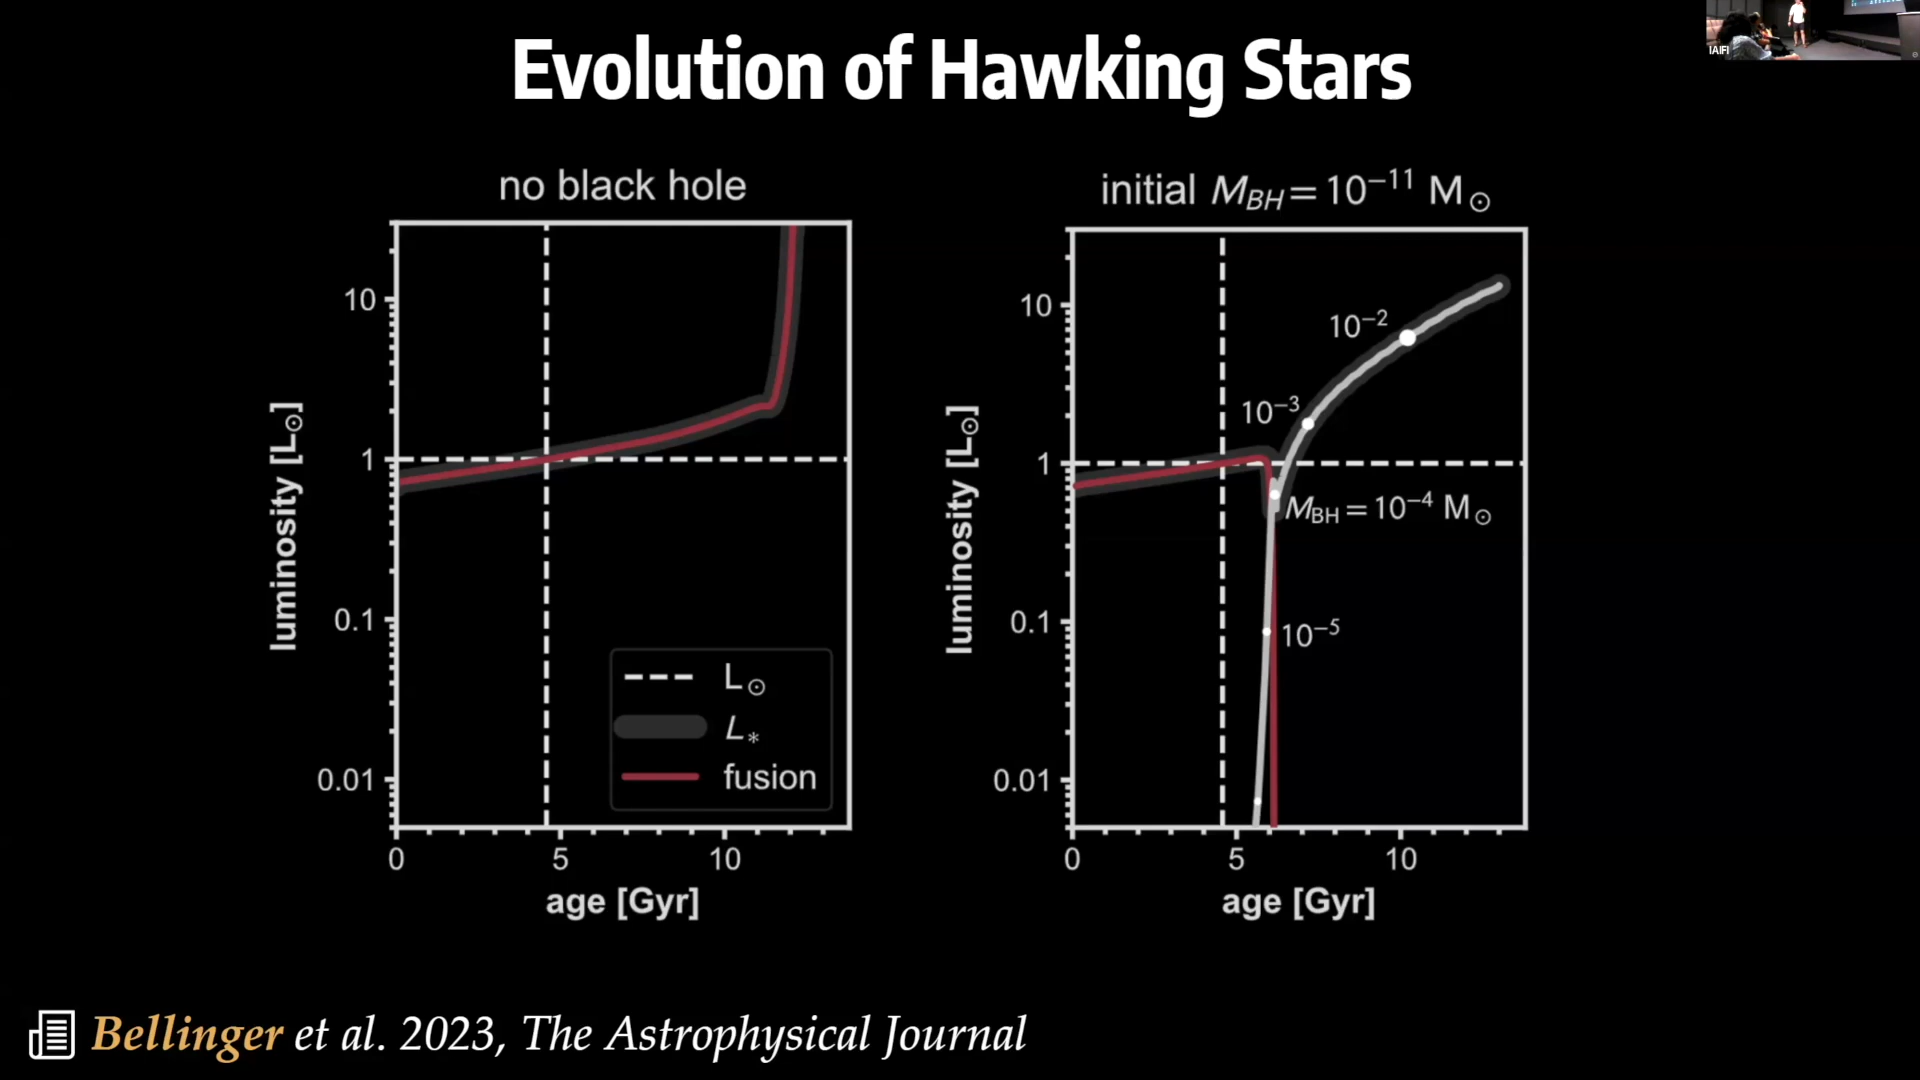 Evolution of Hawking Stars
IAIFI
no black hole
luminosity [L⊙]
10
1
0.1
0.01
L⊙
L*
fusion
0
5
10
age [Gyr]
initial M_BH = 10⁻¹¹ M⊙
luminosity [L⊙]
10
1
0.1
0.01
10⁻²
10⁻³
M_BH = 10⁻⁴ M⊙
10⁻⁵
0
5
10
age [Gyr]
Bellinger et al. 2023, The Astrophysical Journal